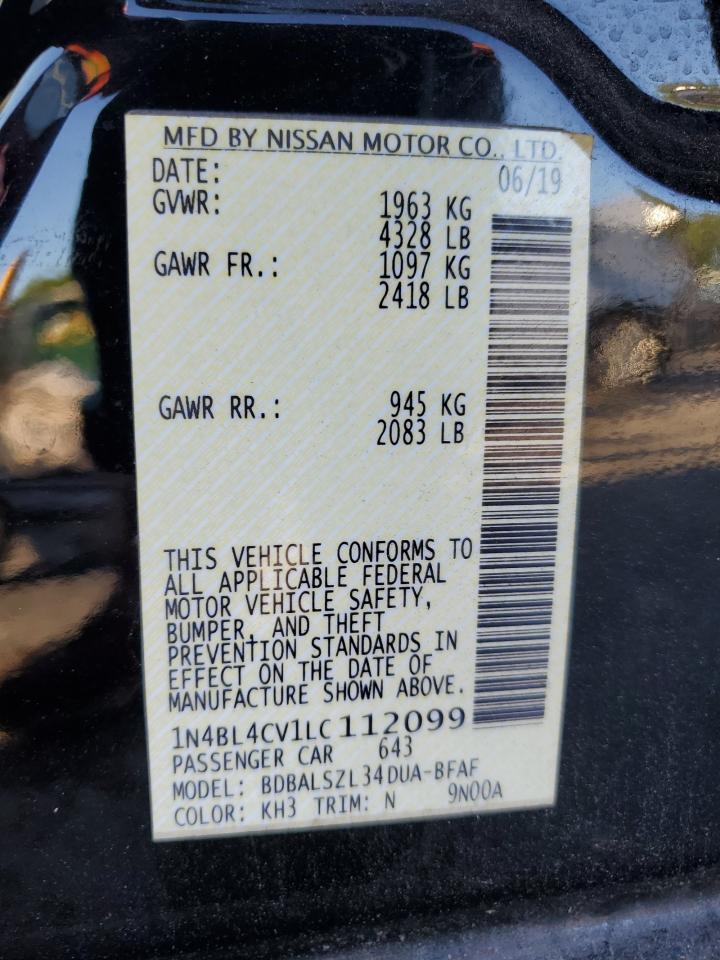 MFD BY NISSAN MOTOR CO., LTD.
DATE: 06/19
GVWR: 1963 KG
4328 LB
GAWR FR.: 1097 KG
2418 LB
GAWR RR.: 945 KG
2083 LB
THIS VEHICLE CONFORMS TO
ALL APPLICABLE FEDERAL
MOTOR VEHICLE SAFETY,
BUMPER, AND THEFT
PREVENTION STANDARDS IN
EFFECT ON THE DATE OF
MANUFACTURE SHOWN ABOVE.
1N4BL4CV1LC112099
PASSENGER CAR 643
MODEL: BDBALSZL34DUA-BFAF
COLOR: KH3 TRIM: N 9N00A